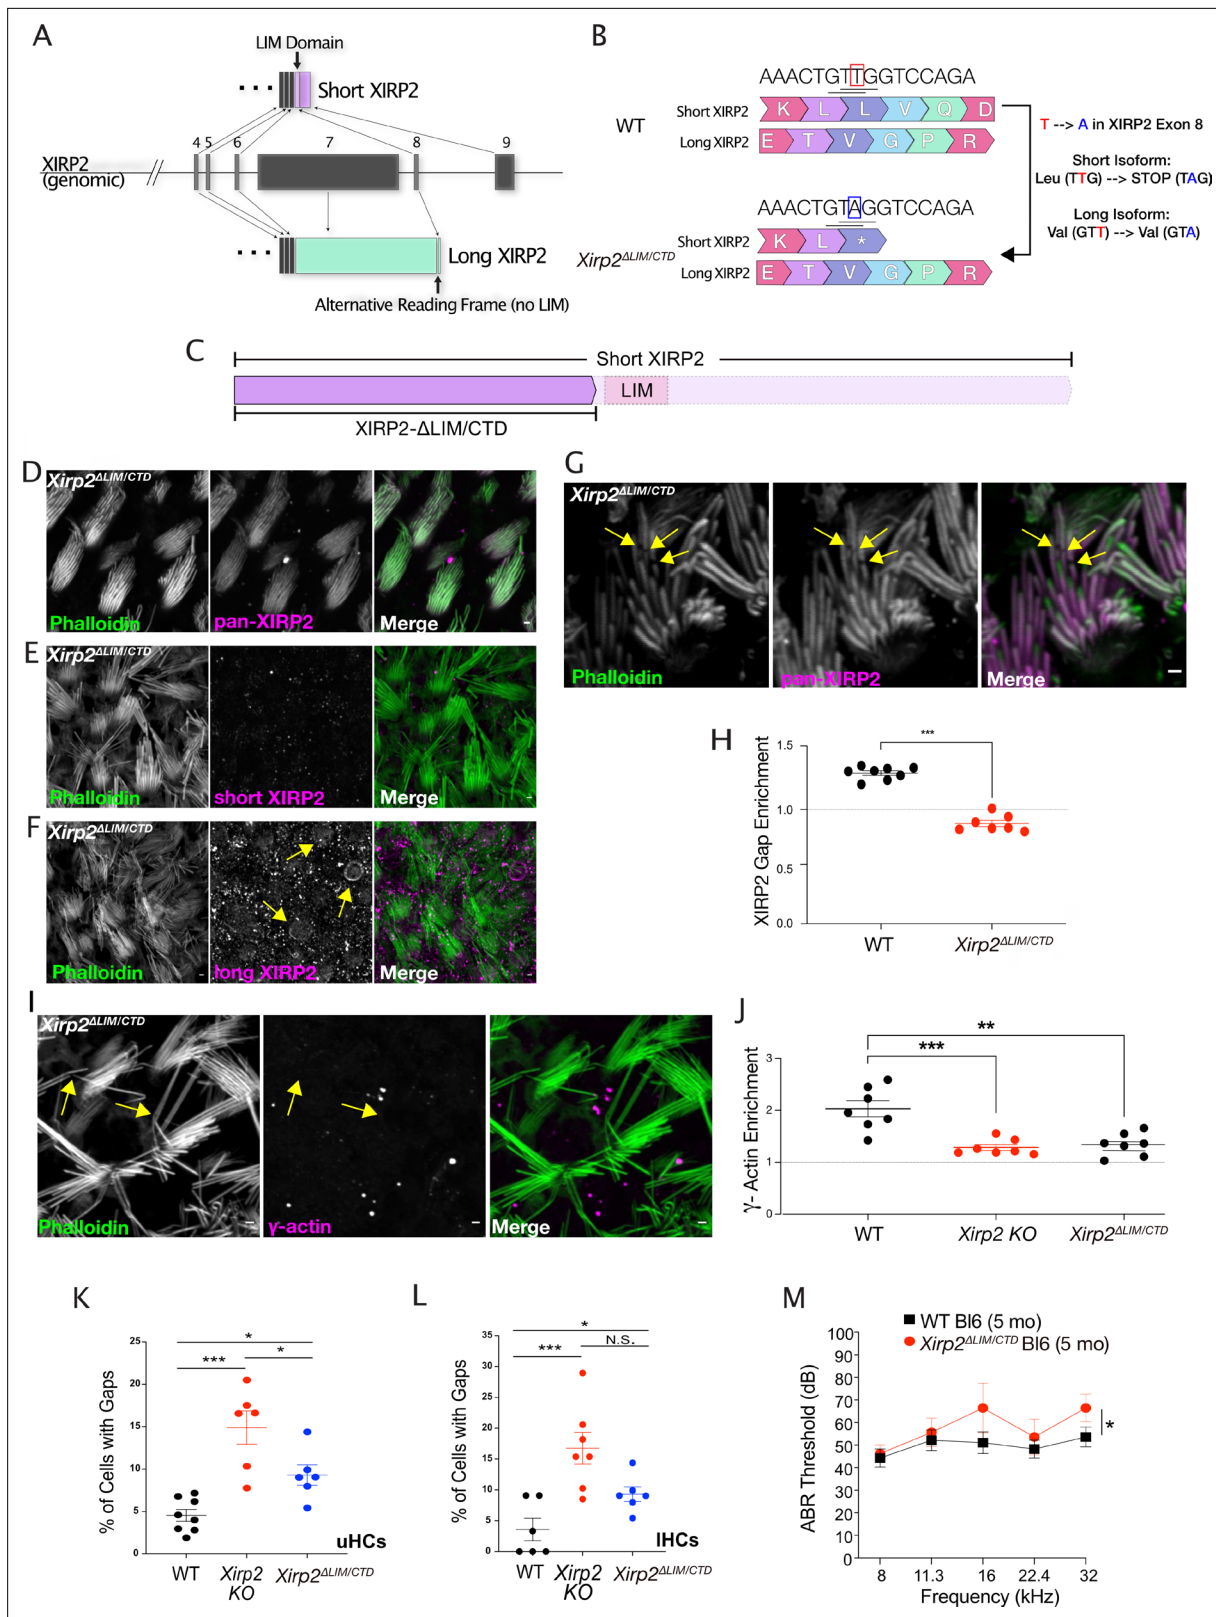 A
LIM Domain
Short XIRP2
4 5 6 7 8 9
XIRP2
(genomic)
Long XIRP2
Alternative Reading Frame (no LIM)
B
AAACTGTTGGTCCAGA
Short XIRP2 K L L V Q D
WT
Long XIRP2 E T V G P R
T --> A in XIRP2 Exon 8
Short Isoform:
Leu (TTG) --> STOP (TAG)
Long Isoform:
Val (GTT) --> Val (GTA)
AAACTGTAGGTCCAGA
Short XIRP2 K L *
Xirp2ΔLIM/CTD
Long XIRP2 E T V G P R
C
Short XIRP2
LIM
XIRP2-ΔLIM/CTD
D
Xirp2ΔLIM/CTD
Phalloidin pan-XIRP2 Merge
E
Xirp2ΔLIM/CTD
Phalloidin short XIRP2 Merge
F
Xirp2ΔLIM/CTD
Phalloidin long XIRP2 Merge
G
Xirp2ΔLIM/CTD
Phalloidin pan-XIRP2 Merge
H
***
1.5
1.0
0.5
0.0
XIRP2 Gap Enrichment
WT Xirp2ΔLIM/CTD
I
Xirp2ΔLIM/CTD
Phalloidin γ-actin Merge
J
**
***
3
2
1
0
γ- Actin Enrichment
WT Xirp2 KO Xirp2ΔLIM/CTD
K
25
20
15
10
5
0
% of Cells with Gaps
*
*** *
uHCs
WT Xirp2 KO Xirp2ΔLIM/CTD
L
35
30
25
20
15
10
5
0
% of Cells with Gaps
*
*** N.S.
IHCs
WT Xirp2 KO Xirp2ΔLIM/CTD
M
WT Bl6 (5 mo)
Xirp2ΔLIM/CTD Bl6 (5 mo)
100
90
80
70
60
50
40
30
20
10
0
ABR Threshold (dB)
*
8 11.3 16 22.4 32
Frequency (kHz)